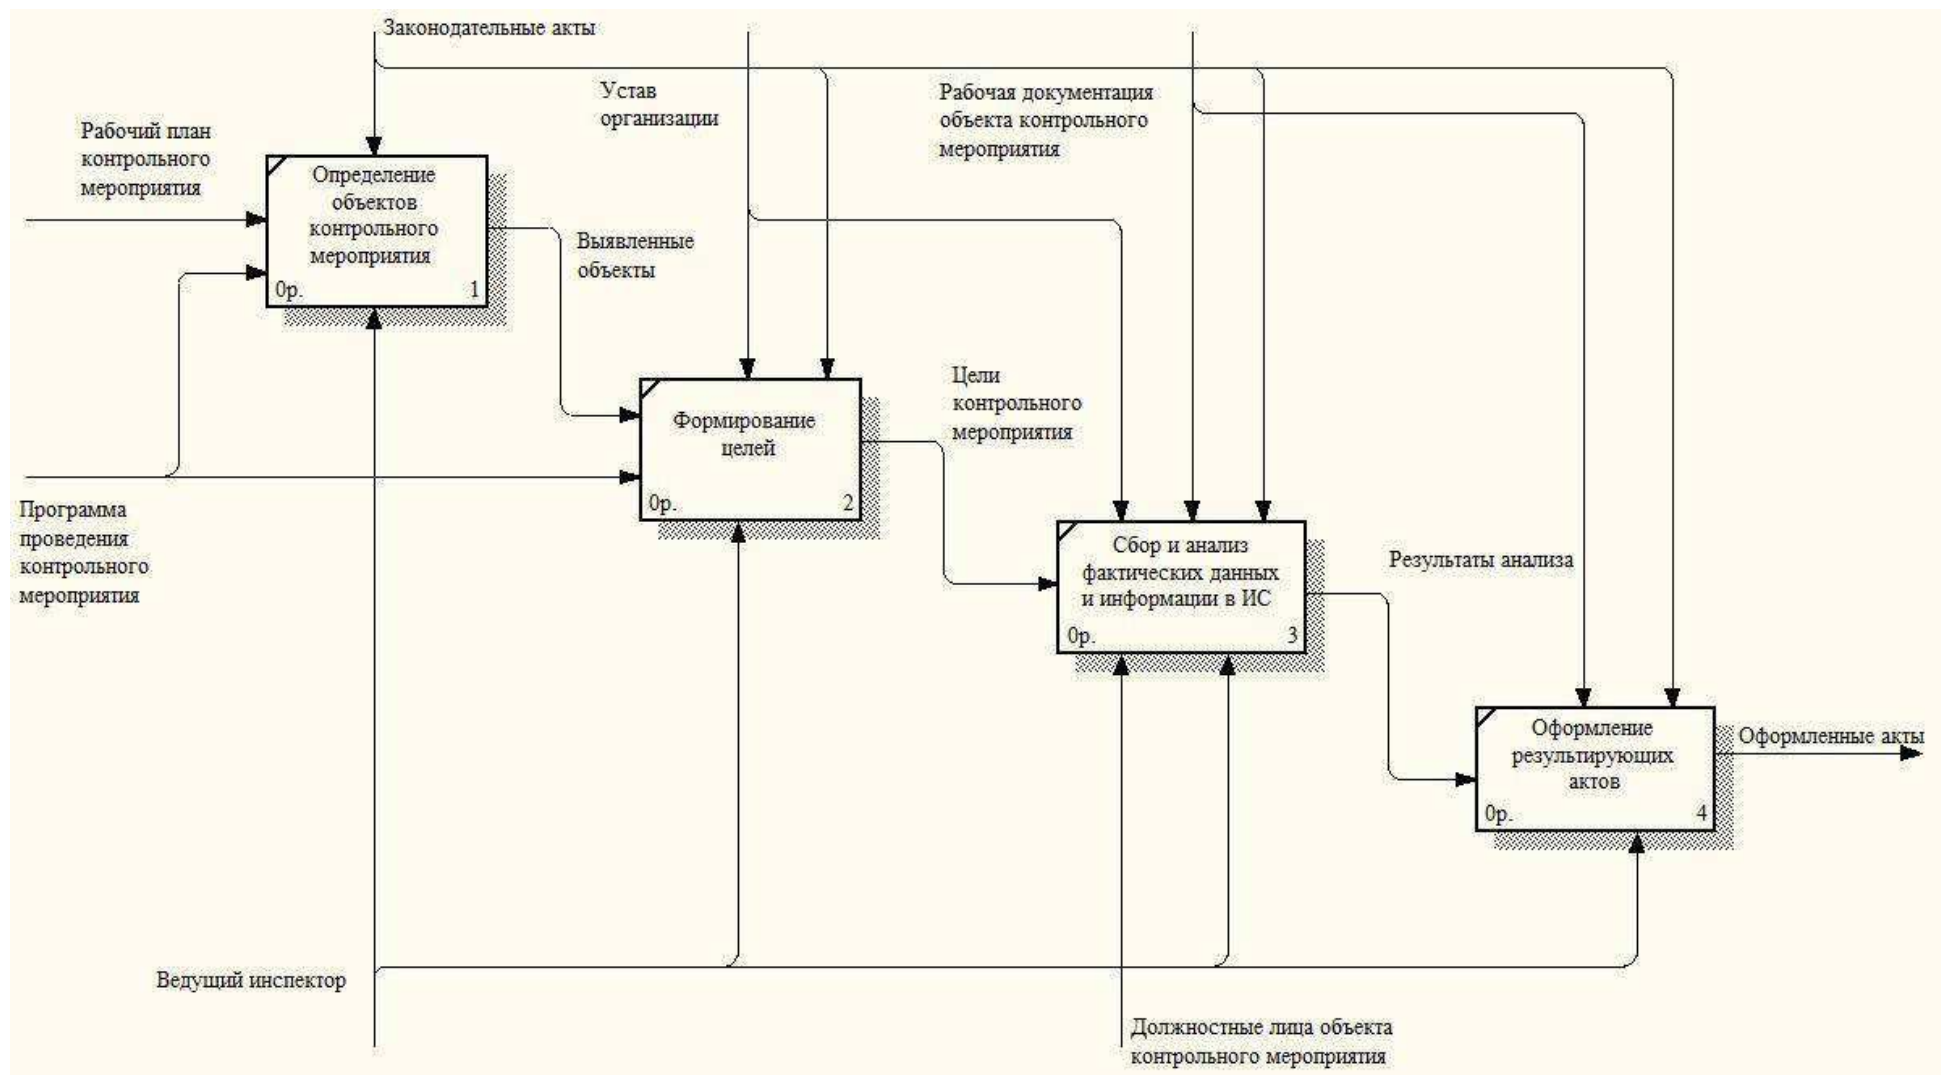 Законодательные акты
Устав
организации
Рабочая документация
объекта контрольного
мероприятия
Рабочий план
контрольного
мероприятия
Определение
объектов
контрольного
мероприятия
0р.
1
Выявленные
объекты
Формирование
целей
0р.
2
Цели
контрольного
мероприятия
Программа
проведения
контрольного
мероприятия
Сбор и анализ
фактических данных
и информации в ИС
0р.
3
Результаты анализа
Оформление
результирующих
актов
0р.
4
Оформленные акты
Ведущий инспектор
Должностные лица объекта
контрольного мероприятия